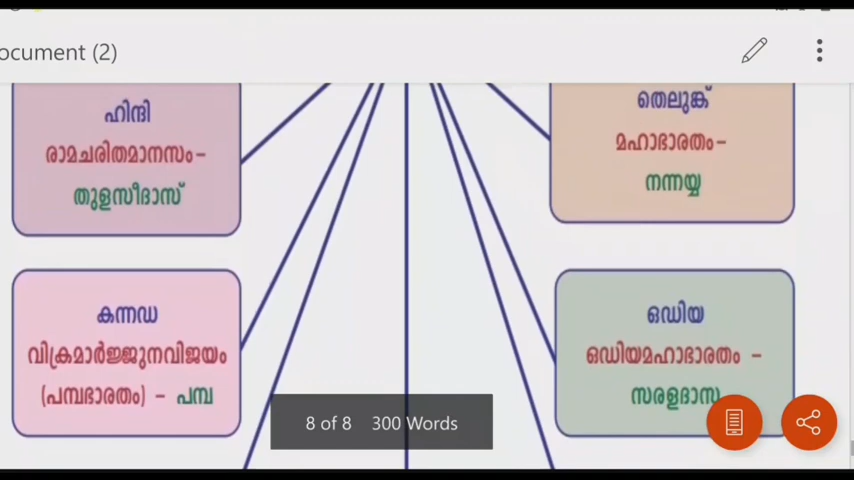 ocument (2)
ഹിന്ദി
രാമചരിതമാനസം–
തുളസീദാസ്
തെലുങ്ക്
മഹാഭാരതം–
നന്നയ്യ
കന്നഡ
വിക്രമാർജ്ജുനവിജയം
(പമ്പഭാരതം) – പമ്പ
ഒഡിയ
ഒഡിയമഹാഭാരതം –
സരളദാസ
8 of 8 300 Words